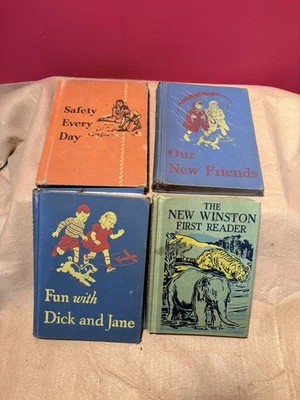 Safety
Every
Day
Our
New Friends
Fun with
Dick and Jane
THE
NEW WINSTON
FIRST READER